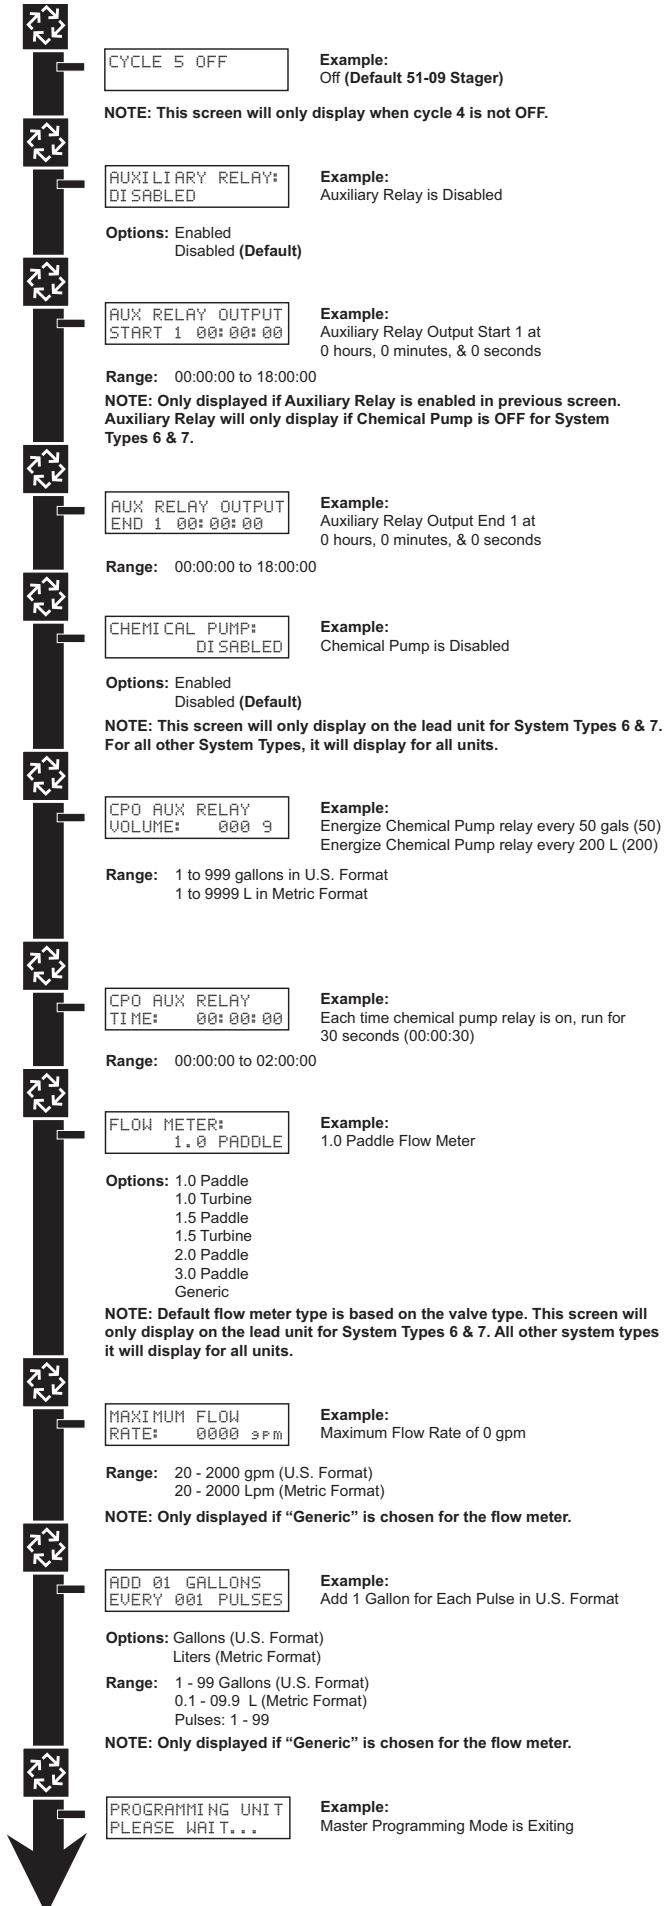 CYCLE 5 OFF
Example:
Off (Default 51-09 Stager)
NOTE: This screen will only display when cycle 4 is not OFF.
AUXILIARY RELAY:
DISABLED
Example:
Auxiliary Relay is Disabled
Options: Enabled
Disabled (Default)
AUX RELAY OUTPUT
START 1 00:00:00
Example:
Auxiliary Relay Output Start 1 at
0 hours, 0 minutes, & 0 seconds
Range: 00:00:00 to 18:00:00
NOTE: Only displayed if Auxiliary Relay is enabled in previous screen.
Auxiliary Relay will only display if Chemical Pump is OFF for System
Types 6 & 7.
AUX RELAY OUTPUT
END 1 00:00:00
Example:
Auxiliary Relay Output End 1 at
0 hours, 0 minutes, & 0 seconds
Range: 00:00:00 to 18:00:00
CHEMICAL PUMP:
DISABLED
Example:
Chemical Pump is Disabled
Options: Enabled
Disabled (Default)
NOTE: This screen will only display on the lead unit for System Types 6 & 7.
For all other System Types, it will display for all units.
CPO AUX RELAY
VOLUME: 000 9
Example:
Energize Chemical Pump relay every 50 gals (50)
Energize Chemical Pump relay every 200 L (200)
Range: 1 to 999 gallons in U.S. Format
1 to 9999 L in Metric Format
CPO AUX RELAY
TIME: 00:00:00
Example:
Each time chemical pump relay is on, run for
30 seconds (00:00:30)
Range: 00:00:00 to 02:00:00
FLOW METER:
1.0 PADDLE
Example:
1.0 Paddle Flow Meter
Options: 1.0 Paddle
1.0 Turbine
1.5 Paddle
1.5 Turbine
2.0 Paddle
3.0 Paddle
Generic
NOTE: Default flow meter type is based on the valve type. This screen will
only display on the lead unit for System Types 6 & 7. All other system types
it will display for all units.
MAXIMUM FLOW
RATE: 0000 gpm
Example:
Maximum Flow Rate of 0 gpm
Range: 20 - 2000 gpm (U.S. Format)
20 - 2000 Lpm (Metric Format)
NOTE: Only displayed if “Generic” is chosen for the flow meter.
ADD 01 GALLONS
EVERY 001 PULSES
Example:
Add 1 Gallon for Each Pulse in U.S. Format
Options: Gallons (U.S. Format)
Liters (Metric Format)
Range: 1 - 99 Gallons (U.S. Format)
0.1 - 09.9 L (Metric Format)
Pulses: 1 - 99
NOTE: Only displayed if “Generic” is chosen for the flow meter.
PROGRAMMING UNIT
PLEASE WAIT...
Example:
Master Programming Mode is Exiting